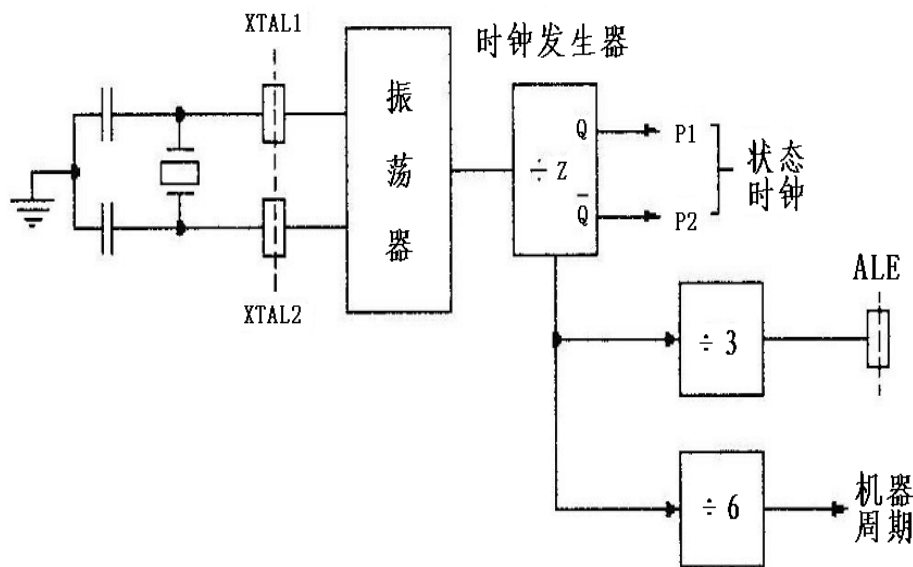 XTAL1
时钟发生器
振
荡
器
÷ Z
Q
Q̅
P1
P2
状态
时钟
XTAL2
ALE
÷ 3
÷ 6
机器
周期